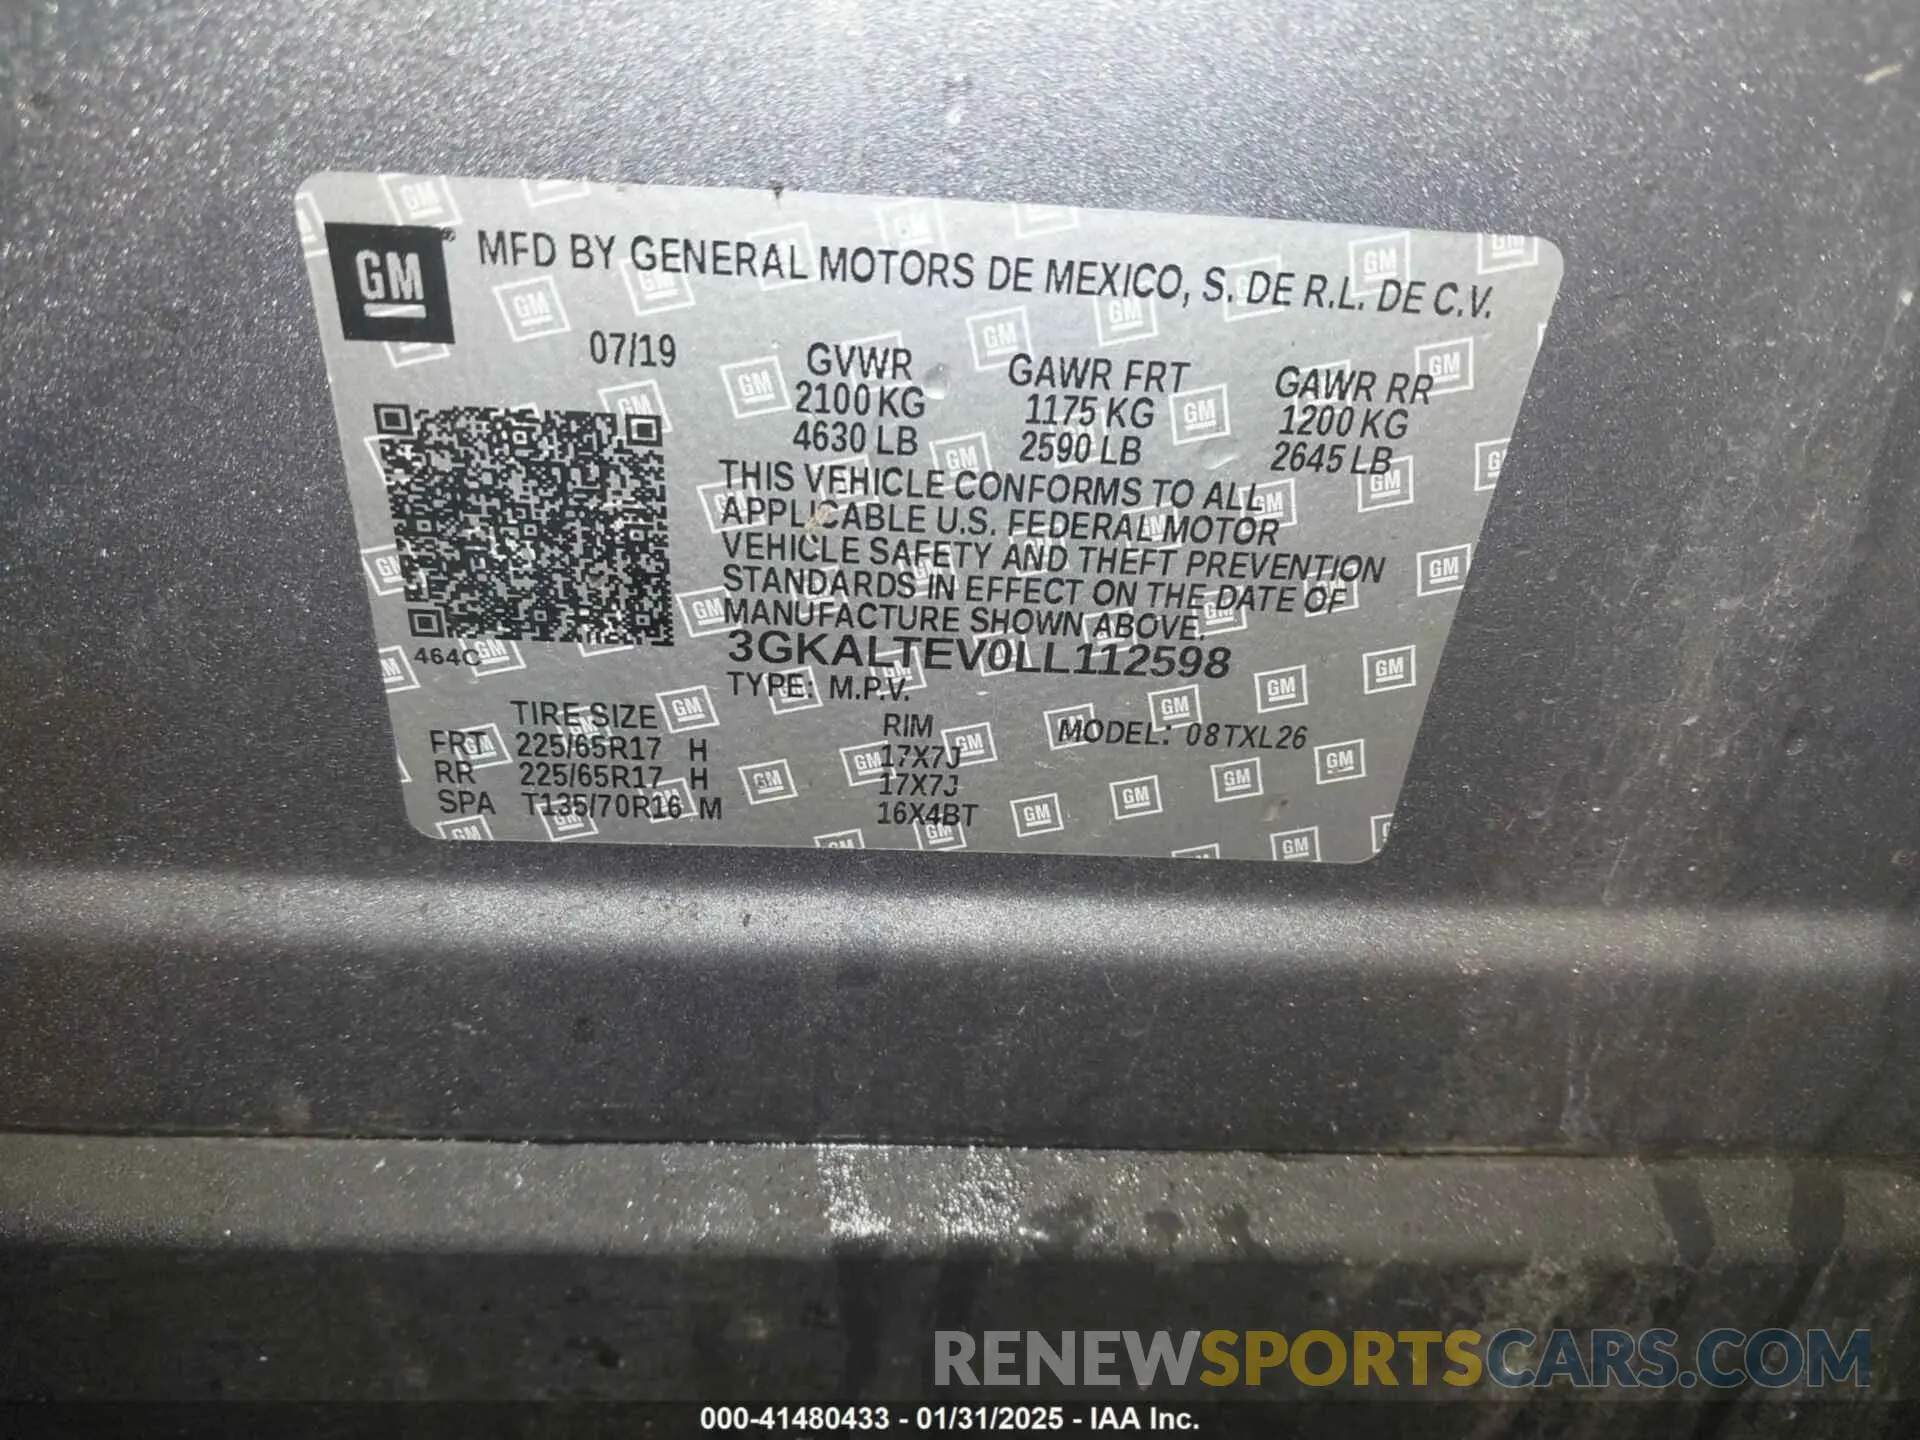 GM
MFD BY GENERAL MOTORS DE MEXICO, S. DE R.L. DE C.V.
07/19
GVWR GAWR FRT GAWR RR
2100 KG 1175 KG 1200 KG
4630 LB 2590 LB 2645 LB
THIS VEHICLE CONFORMS TO ALL
APPLICABLE U.S. FEDERAL MOTOR
VEHICLE SAFETY AND THEFT PREVENTION
STANDARDS IN EFFECT ON THE DATE OF
MANUFACTURE SHOWN ABOVE.
464C
3GKALTEV0LL112598
TYPE: M.P.V.
TIRE SIZE RIM MODEL: 08TXL26
FRT 225/65R17 H 17X7J
RR 225/65R17 H 17X7J
SPA T135/70R16 M 16X4BT
RENEWSPORTSCARS.COM
000-41480433 - 01/31/2025 - IAA Inc.